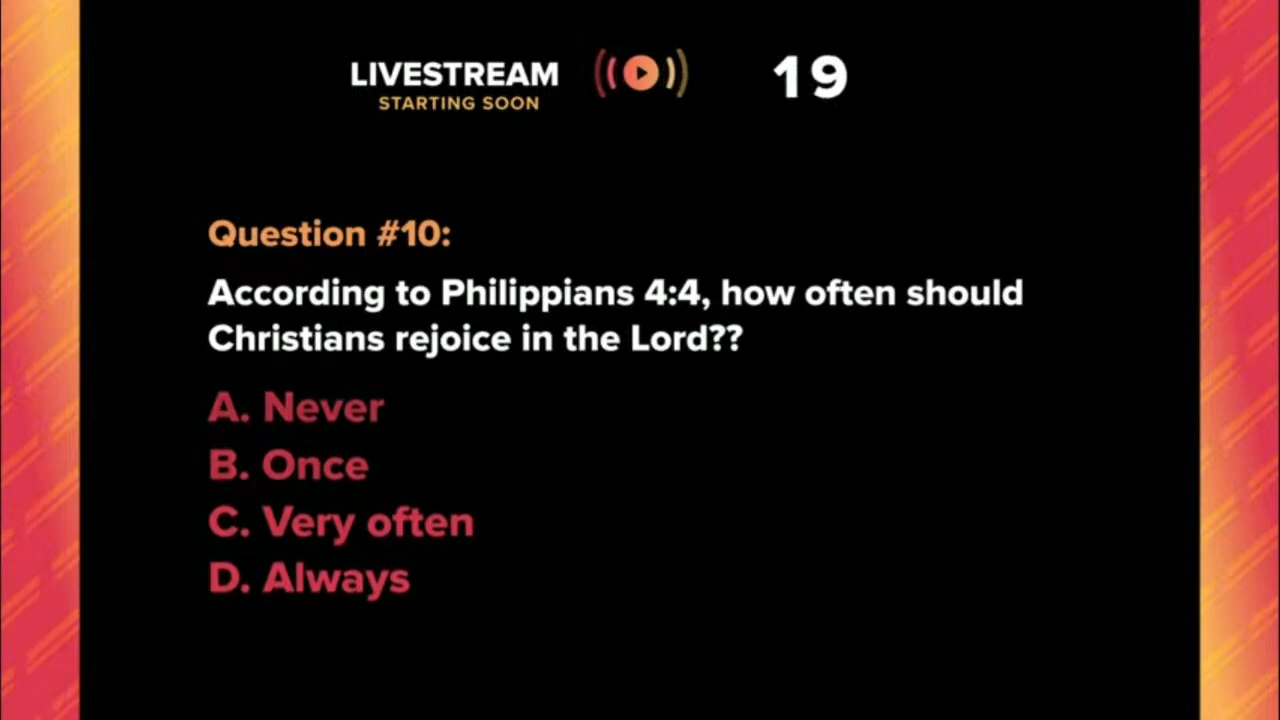 LIVESTREAM
STARTING SOON
19
Question #10:
According to Philippians 4:4, how often should
Christians rejoice in the Lord??
A. Never
B. Once
C. Very often
D. Always